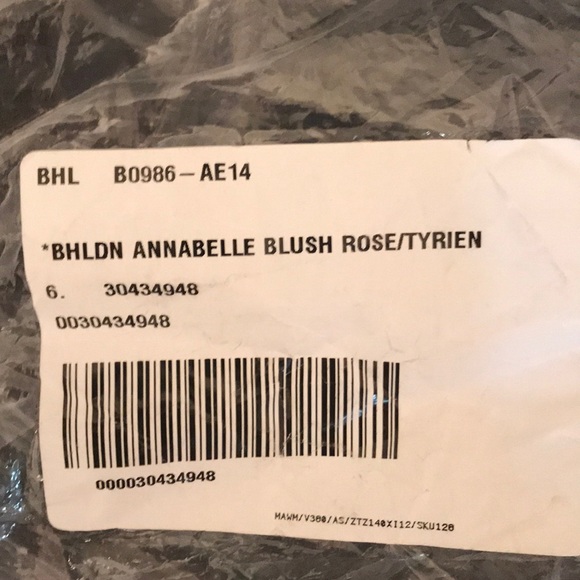 BHL B0986-AE14
*BHLDN ANNABELLE BLUSH ROSE/TYRIEN
6. 30434948
0030434948
000030434948
MAWM/V380/AS/ZTZ140XI12/SKU128